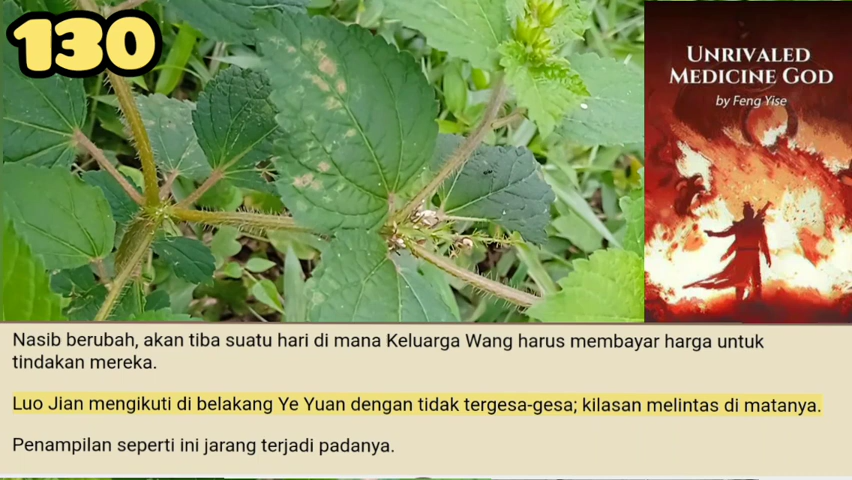 130
UNRIVALED
MEDICINE GOD
by Feng Yise
Nasib berubah, akan tiba suatu hari di mana Keluarga Wang harus membayar harga untuk
tindakan mereka.
Luo Jian mengikuti di belakang Ye Yuan dengan tidak tergesa-gesa; kilasan melintas di matanya.
Penampilan seperti ini jarang terjadi padanya.